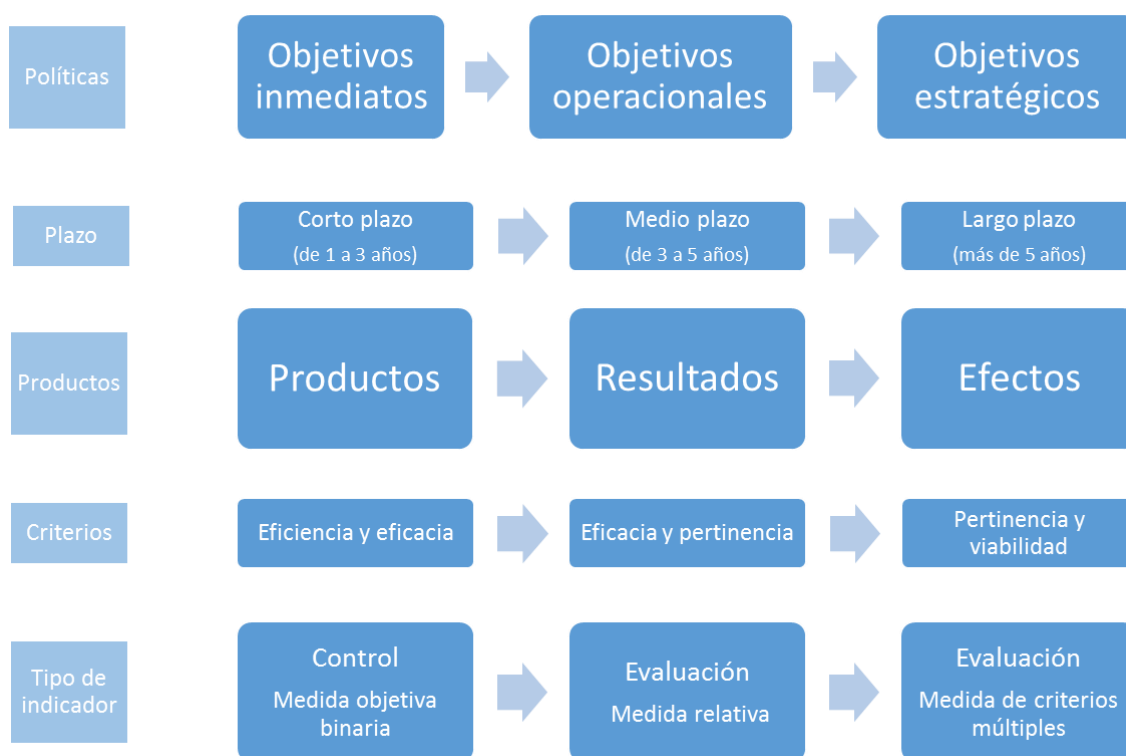 Políticas
Objetivos
inmediatos
Objetivos
operacionales
Objetivos
estratégicos
Plazo
Corto plazo
(de 1 a 3 años)
Medio plazo
(de 3 a 5 años)
Largo plazo
(más de 5 años)
Productos
Productos
Resultados
Efectos
Criterios
Eficiencia y eficacia
Eficacia y pertinencia
Pertinencia y
viabilidad
Tipo de
indicador
Control
Medida objetiva
binaria
Evaluación
Medida relativa
Evaluación
Medida de criterios
múltiples